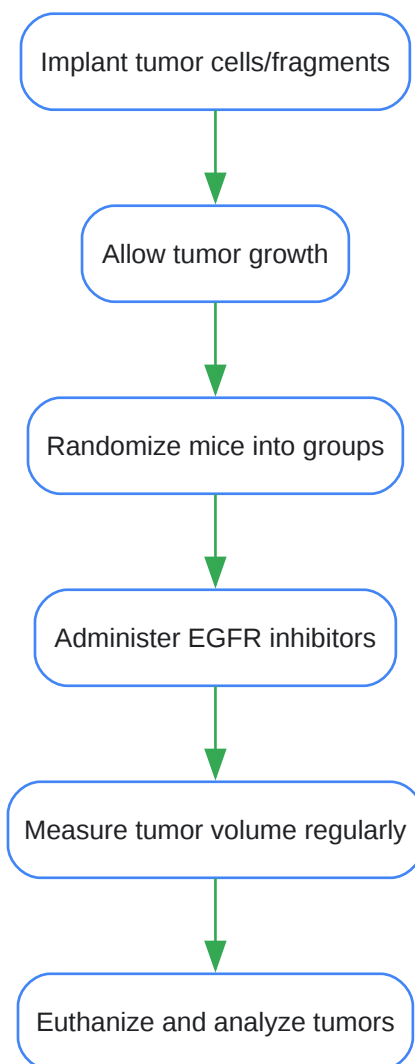 Implant tumor cells/fragments
Allow tumor growth
Randomize mice into groups
Administer EGFR inhibitors
Measure tumor volume regularly
Euthanize and analyze tumors